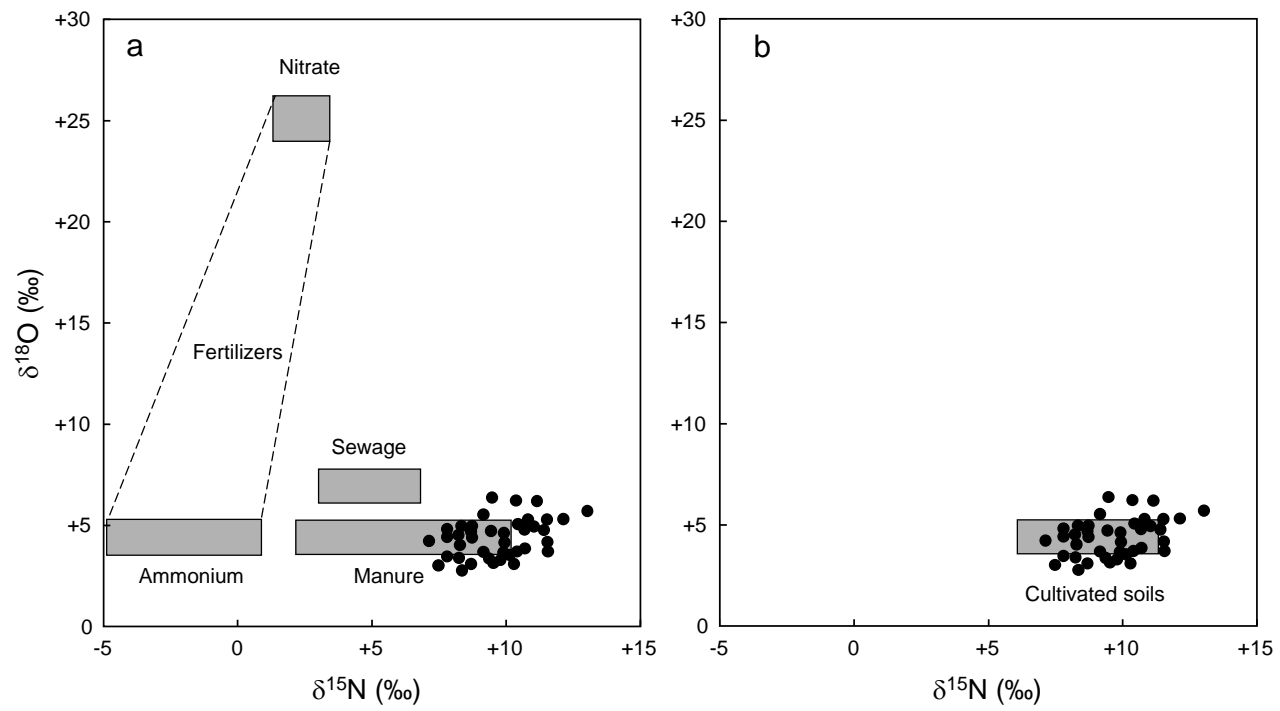 a
Nitrate
Fertilizers
Sewage
Ammonium
Manure
+30
+25
+20
+15
+10
+5
0
-5
0
+5
+10
+15
δ¹⁸O (‰)
δ¹⁵N (‰)
b
Cultivated soils
+30
+25
+20
+15
+10
+5
0
-5
0
+5
+10
+15
δ¹⁵N (‰)